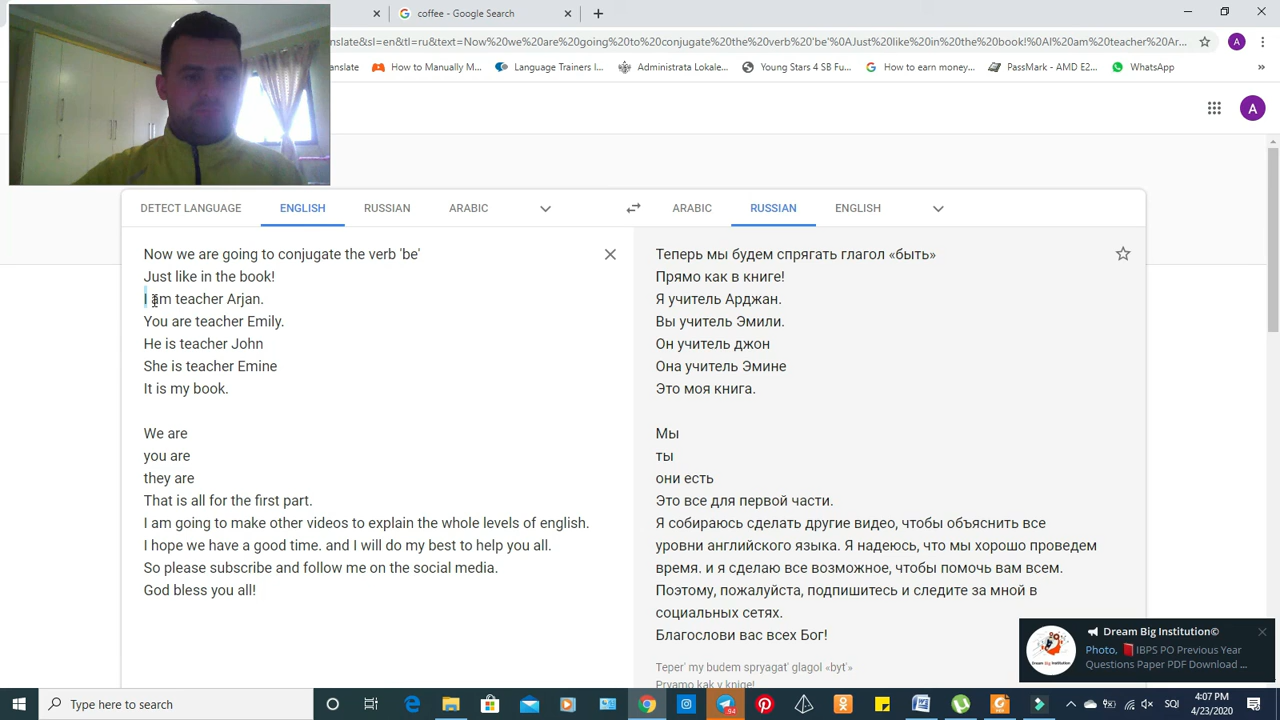 coffee - Google Search
nslate&sl=en&tl=ru&text=Now%20we%20are%20going%20to%20conjugate%20the%20verb%20'be'%0AJust%20like%20in%20the%20book!%0AI%20am%20teacher%20Ar...
A
anslate
How to Manually M...
Language Trainers I...
Administrata Lokale...
Young Stars 4 SB Fu...
How to earn money...
PassMark - AMD E2...
WhatsApp
»
A
DETECT LANGUAGE
ENGLISH
RUSSIAN
ARABIC
ARABIC
RUSSIAN
ENGLISH
Now we are going to conjugate the verb 'be'
Just like in the book!
I am teacher Arjan.
You are teacher Emily.
He is teacher John
She is teacher Emine
It is my book.
We are
you are
they are
That is all for the first part.
I am going to make other videos to explain the whole levels of english.
I hope we have a good time. and I will do my best to help you all.
So please subscribe and follow me on the social media.
God bless you all!
Теперь мы будем спрягать глагол «быть»
Прямо как в книге!
Я учитель Арджан.
Вы учитель Эмили.
Он учитель джон
Она учитель Эмине
Это моя книга.
Мы
ты
они есть
Это все для первой части.
Я собираюсь сделать другие видео, чтобы объяснить все
уровни английского языка. Я надеюсь, что мы хорошо проведем
время. и я сделаю все возможное, чтобы помочь вам всем.
Поэтому, пожалуйста, подпишитесь и следите за мной в
социальных сетях.
Благослови вас всех Бог!
Teper' my budem spryagat' glagol «byt'»
Pryamo kak v knige!
Dream Big Institution©
Photo, IBPS PO Previous Year
Questions Paper PDF Download ...
Type here to search
94
SQI
4:07 PM
4/23/2020